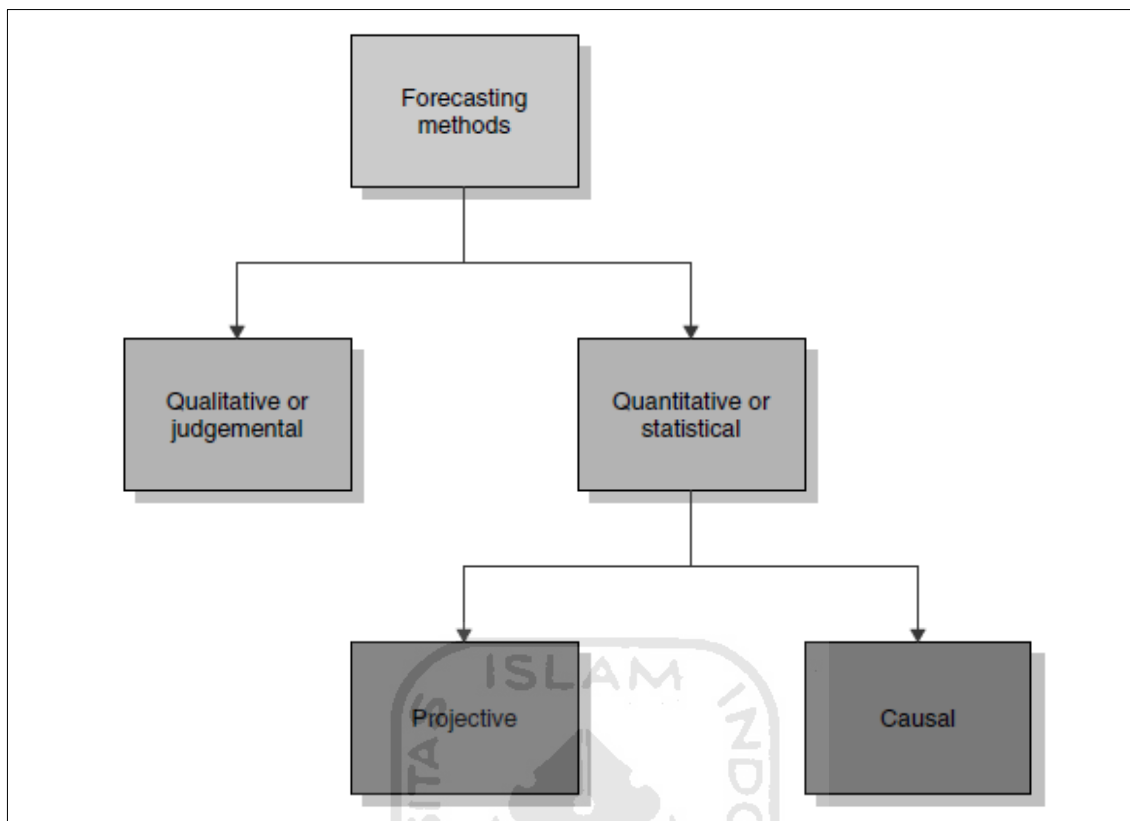 Forecasting
methods
Qualitative or
judgemental
Quantitative or
statistical
Projective
Causal
ISLAM